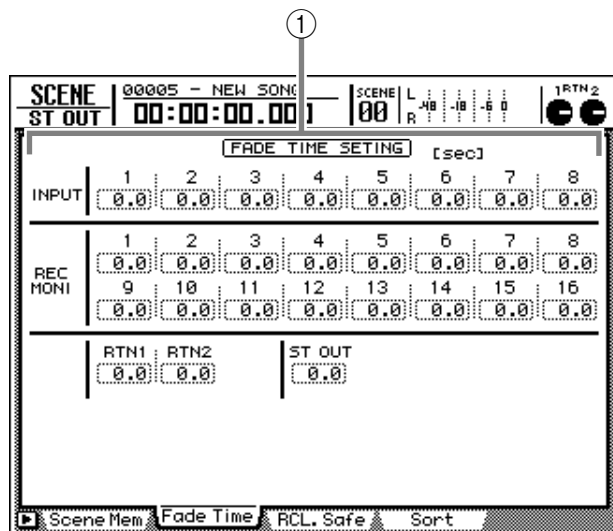 1
SCENE 00005 - NEW SONG SCENE L -48 -18 -6 0 1 RTN 2
ST OUT 00:00:00.000 00 R
FADE TIME SETING [sec]
1 2 3 4 5 6 7 8
INPUT 0.0 0.0 0.0 0.0 0.0 0.0 0.0 0.0
1 2 3 4 5 6 7 8
REC 0.0 0.0 0.0 0.0 0.0 0.0 0.0 0.0
MONI 9 10 11 12 13 14 15 16
0.0 0.0 0.0 0.0 0.0 0.0 0.0 0.0
RTN1 RTN2 ST OUT
0.0 0.0 0.0
Scene Mem Fade Time RCL. Safe Sort